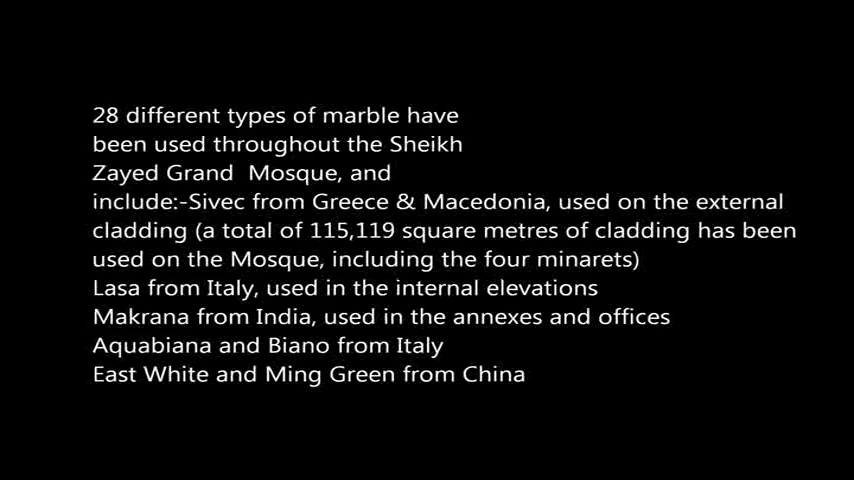 28 different types of marble have
been used throughout the Sheikh
Zayed Grand  Mosque, and
include:-Sivec from Greece & Macedonia, used on the external
cladding (a total of 115,119 square metres of cladding has been
used on the Mosque, including the four minarets)
Lasa from Italy, used in the internal elevations
Makrana from India, used in the annexes and offices
Aquabiana and Biano from Italy
East White and Ming Green from China